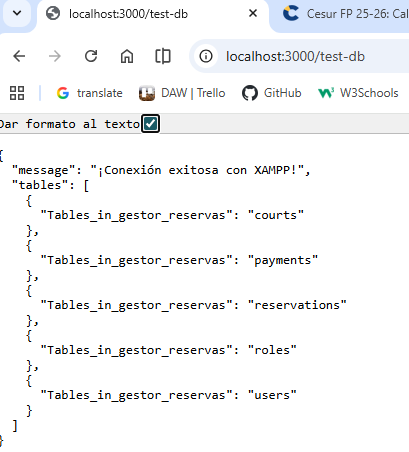 localhost:3000/test-db
Cesur FP 25-26: Cal
localhost:3000/test-db
translate
DAW | Trello
GitHub
W3Schools
Dar formato al texto
{
"message": "¡Conexión exitosa con XAMPP!",
"tables": [
{
"Tables_in_gestor_reservas": "courts"
},
{
"Tables_in_gestor_reservas": "payments"
},
{
"Tables_in_gestor_reservas": "reservations"
},
{
"Tables_in_gestor_reservas": "roles"
},
{
"Tables_in_gestor_reservas": "users"
}
]
}